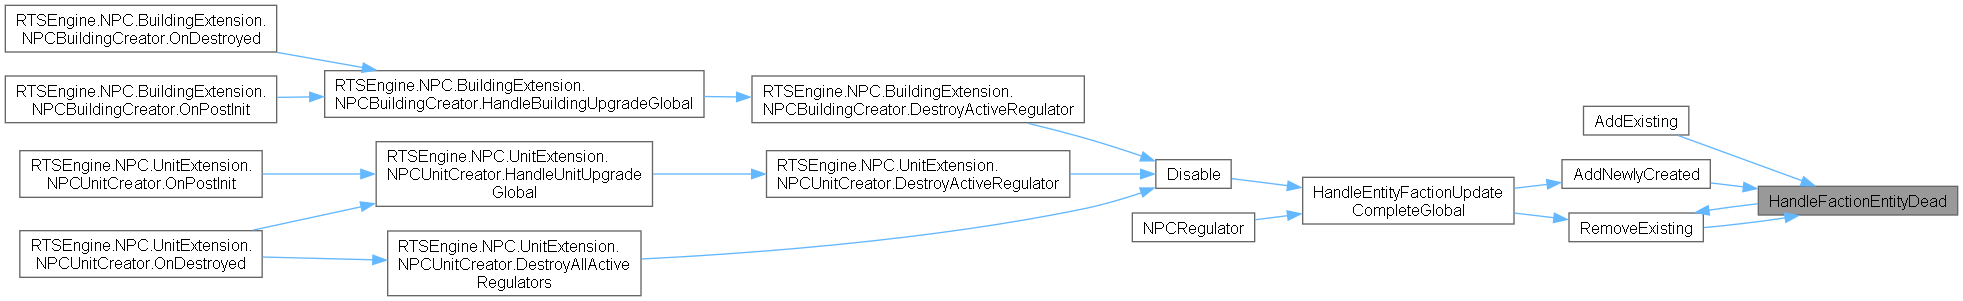 RTSEngine.NPC.BuildingExtension.
NPCBuildingCreator.OnDestroyed
RTSEngine.NPC.BuildingExtension.
NPCBuildingCreator.OnPostInit
RTSEngine.NPC.UnitExtension.
NPCUnitCreator.OnPostInit
RTSEngine.NPC.UnitExtension.
NPCUnitCreator.OnDestroyed
RTSEngine.NPC.BuildingExtension.
NPCBuildingCreator.HandleBuildingUpgradeGlobal
RTSEngine.NPC.UnitExtension.
NPCUnitCreator.HandleUnitUpgrade
Global
RTSEngine.NPC.UnitExtension.
NPCUnitCreator.DestroyAllActive
Regulators
RTSEngine.NPC.BuildingExtension.
NPCBuildingCreator.DestroyActiveRegulator
RTSEngine.NPC.UnitExtension.
NPCUnitCreator.DestroyActiveRegulator
Disable
NPCRegulator
HandleEntityFactionUpdate
CompleteGlobal
AddExisting
AddNewlyCreated
RemoveExisting
HandleFactionEntityDead